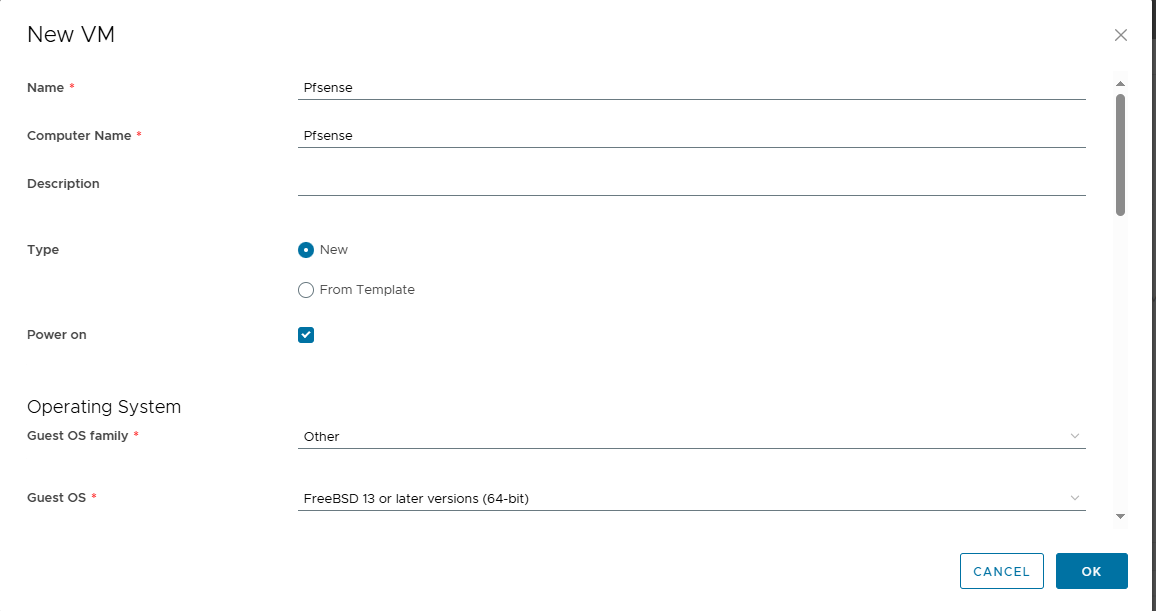 New VM
Name *
Pfsense
Computer Name *
Pfsense
Description
Type
New
From Template
Power on
Operating System
Guest OS family *
Other
Guest OS *
FreeBSD 13 or later versions (64-bit)
CANCEL
OK